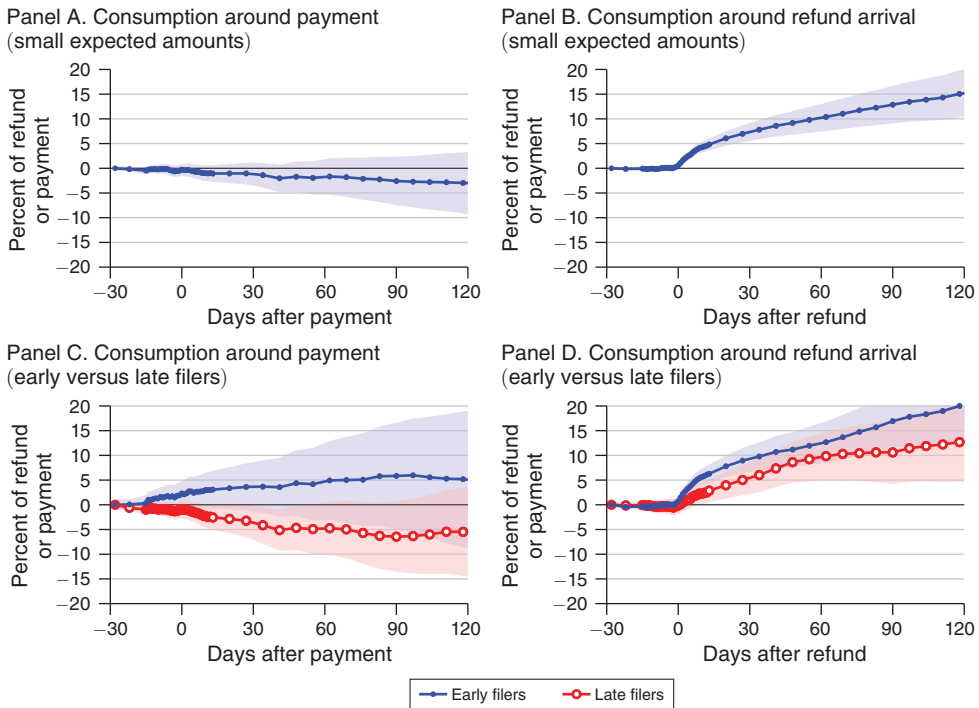 Panel A. Consumption around payment
(small expected amounts)
Percent of refund
or payment
20
15
10
5
0
−5
−10
−15
−20
−30 0 30 60 90 120
Days after payment
Panel B. Consumption around refund arrival
(small expected amounts)
Percent of refund
or payment
20
15
10
5
0
−5
−10
−15
−20
−30 0 30 60 90 120
Days after refund
Panel C. Consumption around payment
(early versus late filers)
Percent of refund
or payment
20
15
10
5
0
−5
−10
−15
−20
−30 0 30 60 90 120
Days after payment
Panel D. Consumption around refund arrival
(early versus late filers)
Percent of refund
or payment
20
15
10
5
0
−5
−10
−15
−20
−30 0 30 60 90 120
Days after refund
Early filers Late filers